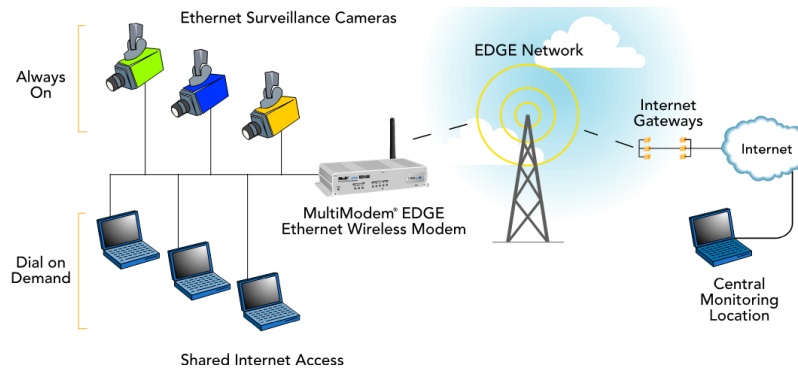 Ethernet Surveillance Cameras
EDGE Network
Always
On
Internet
Gateways
Internet
MultiModem® EDGE
Ethernet Wireless Modem
Dial on
Demand
Central
Monitoring
Location
Shared Internet Access